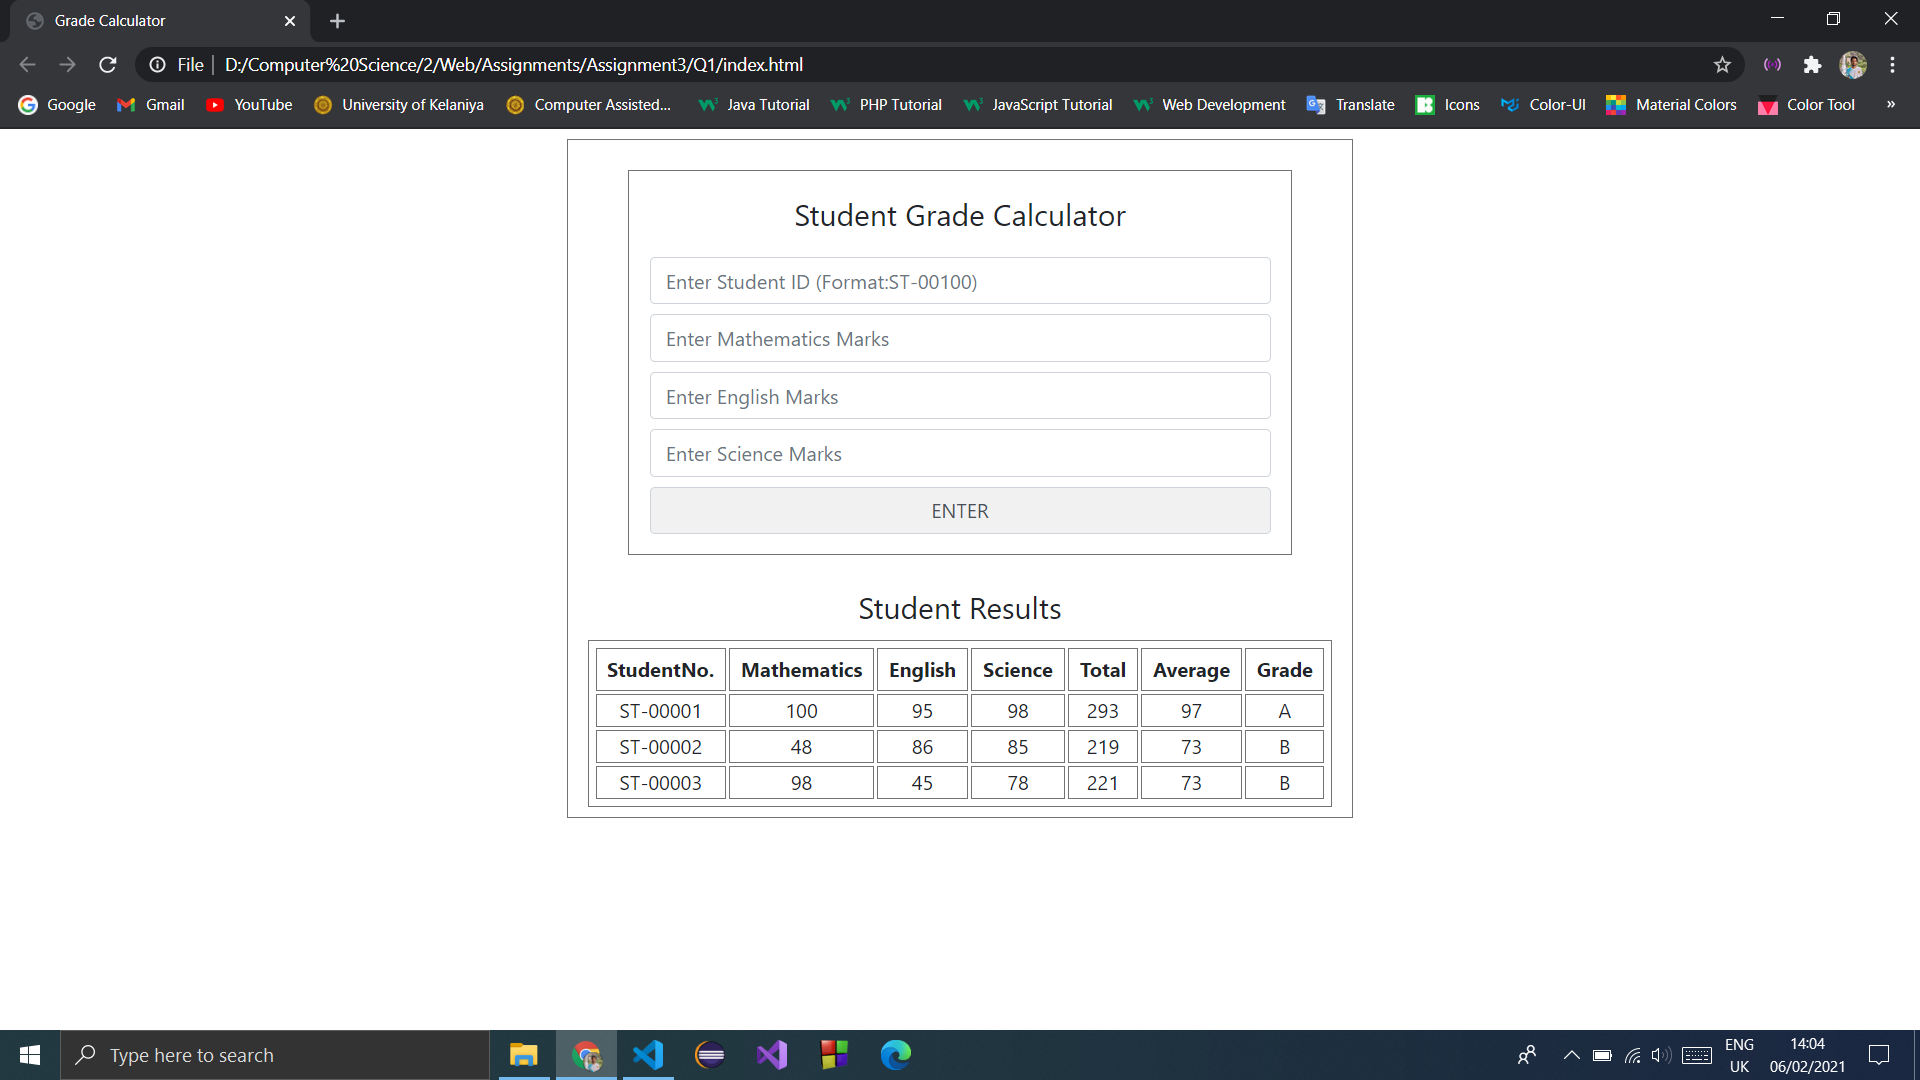 Grade Calculator
File D:/Computer%20Science/2/Web/Assignments/Assignment3/Q1/index.html
Google Gmail YouTube University of Kelaniya Computer Assisted... Java Tutorial PHP Tutorial JavaScript Tutorial Web Development Translate Icons Color-UI Material Colors Color Tool »
Student Grade Calculator
Enter Student ID (Format:ST-00100)
Enter Mathematics Marks
Enter English Marks
Enter Science Marks
ENTER
Student Results
StudentNo. Mathematics English Science Total Average Grade
ST-00001 100 95 98 293 97 A
ST-00002 48 86 85 219 73 B
ST-00003 98 45 78 221 73 B
Type here to search
ENG 14:04
UK 06/02/2021